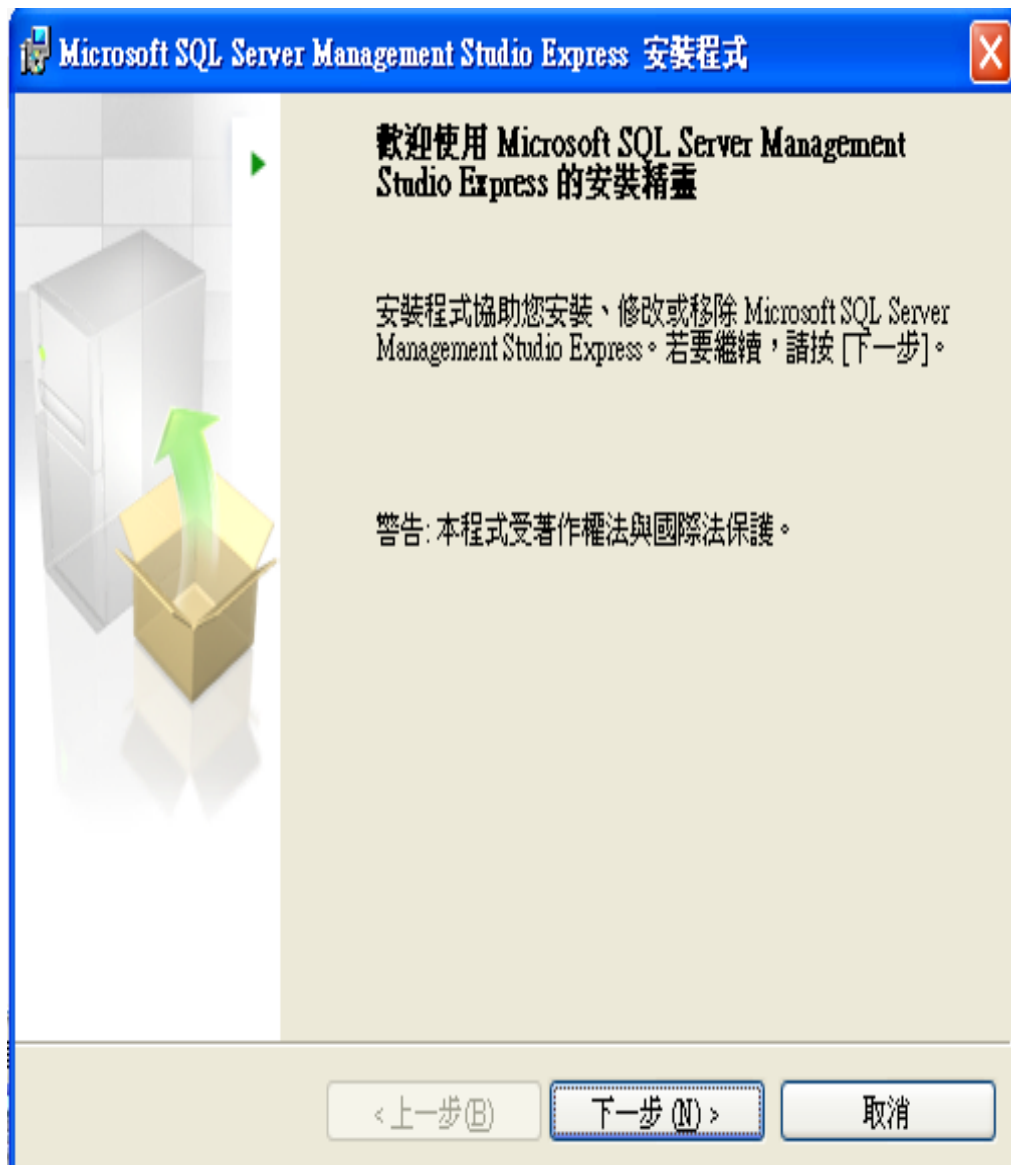 Microsoft SQL Server Management Studio Express 安裝程式
歡迎使用 Microsoft SQL Server Management
Studio Express 的安裝精靈
安裝程式協助您安裝、修改或移除 Microsoft SQL Server
Management Studio Express。若要繼續，請按 [下一步]。
警告: 本程式受著作權法與國際法保護。
<上一步(B)
下一步(N)>
取消